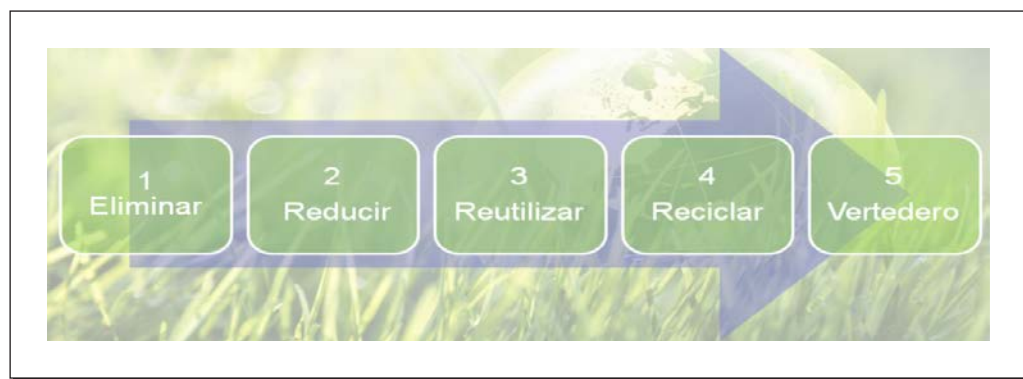 1
Eliminar
2
Reducir
3
Reutilizar
4
Reciclar
5
Vertedero